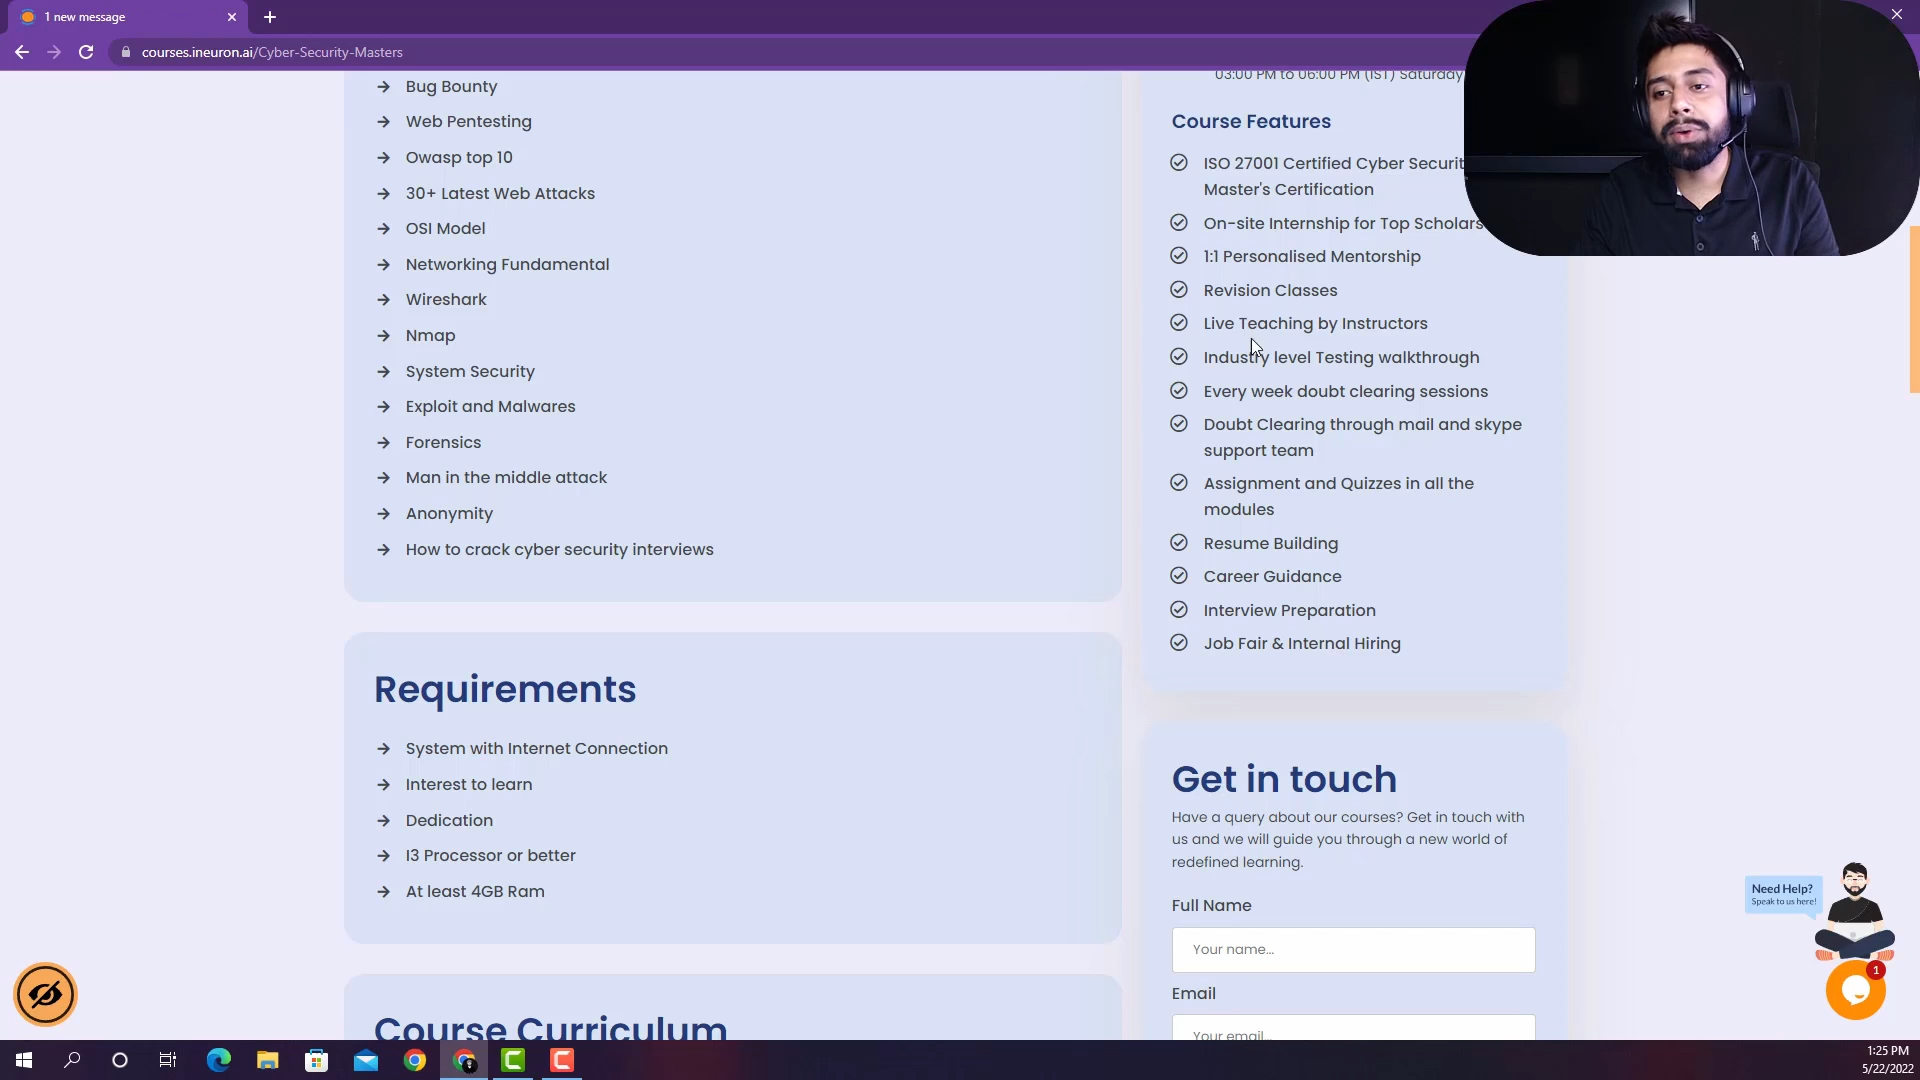 1 new message
courses.ineuron.ai/Cyber-Security-Masters
Bug Bounty
Web Pentesting
Owasp top 10
30+ Latest Web Attacks
OSI Model
Networking Fundamental
Wireshark
Nmap
System Security
Exploit and Malwares
Forensics
Man in the middle attack
Anonymity
How to crack cyber security interviews
Requirements
System with Internet Connection
Interest to learn
Dedication
I3 Processor or better
At least 4GB Ram
Course Curriculum
03:00 PM to 06:00 PM (IST) Saturday
Course Features
ISO 27001 Certified Cyber Securit
Master's Certification
On-site Internship for Top Scholars
1:1 Personalised Mentorship
Revision Classes
Live Teaching by Instructors
Industry level Testing walkthrough
Every week doubt clearing sessions
Doubt Clearing through mail and skype
support team
Assignment and Quizzes in all the
modules
Resume Building
Career Guidance
Interview Preparation
Job Fair & Internal Hiring
Get in touch
Have a query about our courses? Get in touch with
us and we will guide you through a new world of
redefined learning.
Full Name
Your name...
Email
Your email...
Need Help?
Speak to us here!
1
1:25 PM
5/22/2022